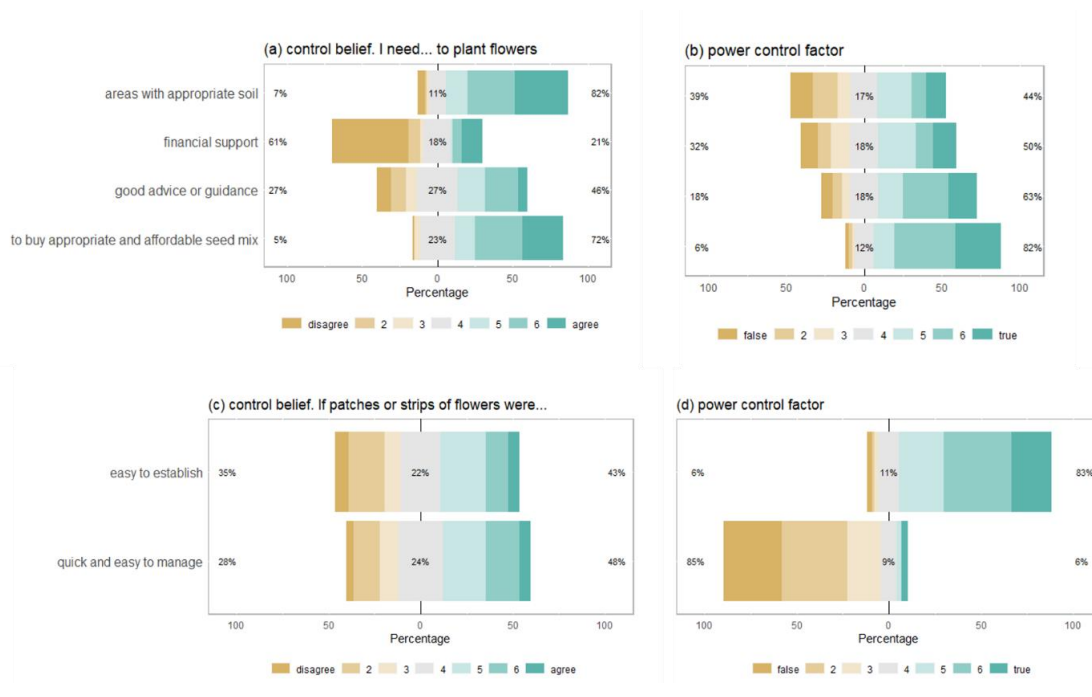 (a) control belief. I need... to plant flowers
areas with appropriate soil 7% 11% 82%
financial support 61% 18% 21%
good advice or guidance 27% 27% 46%
to buy appropriate and affordable seed mix 5% 23% 72%
100 50 0 50 100
Percentage
disagree 2 3 4 5 6 agree
(b) power control factor
39% 17% 44%
32% 18% 50%
18% 18% 63%
6% 12% 82%
100 50 0 50 100
Percentage
false 2 3 4 5 6 true
(c) control belief. If patches or strips of flowers were...
easy to establish 35% 22% 43%
quick and easy to manage 28% 24% 48%
100 50 0 50 100
Percentage
disagree 2 3 4 5 6 agree
(d) power control factor
6% 11% 83%
85% 9% 6%
100 50 0 50 100
Percentage
false 2 3 4 5 6 true